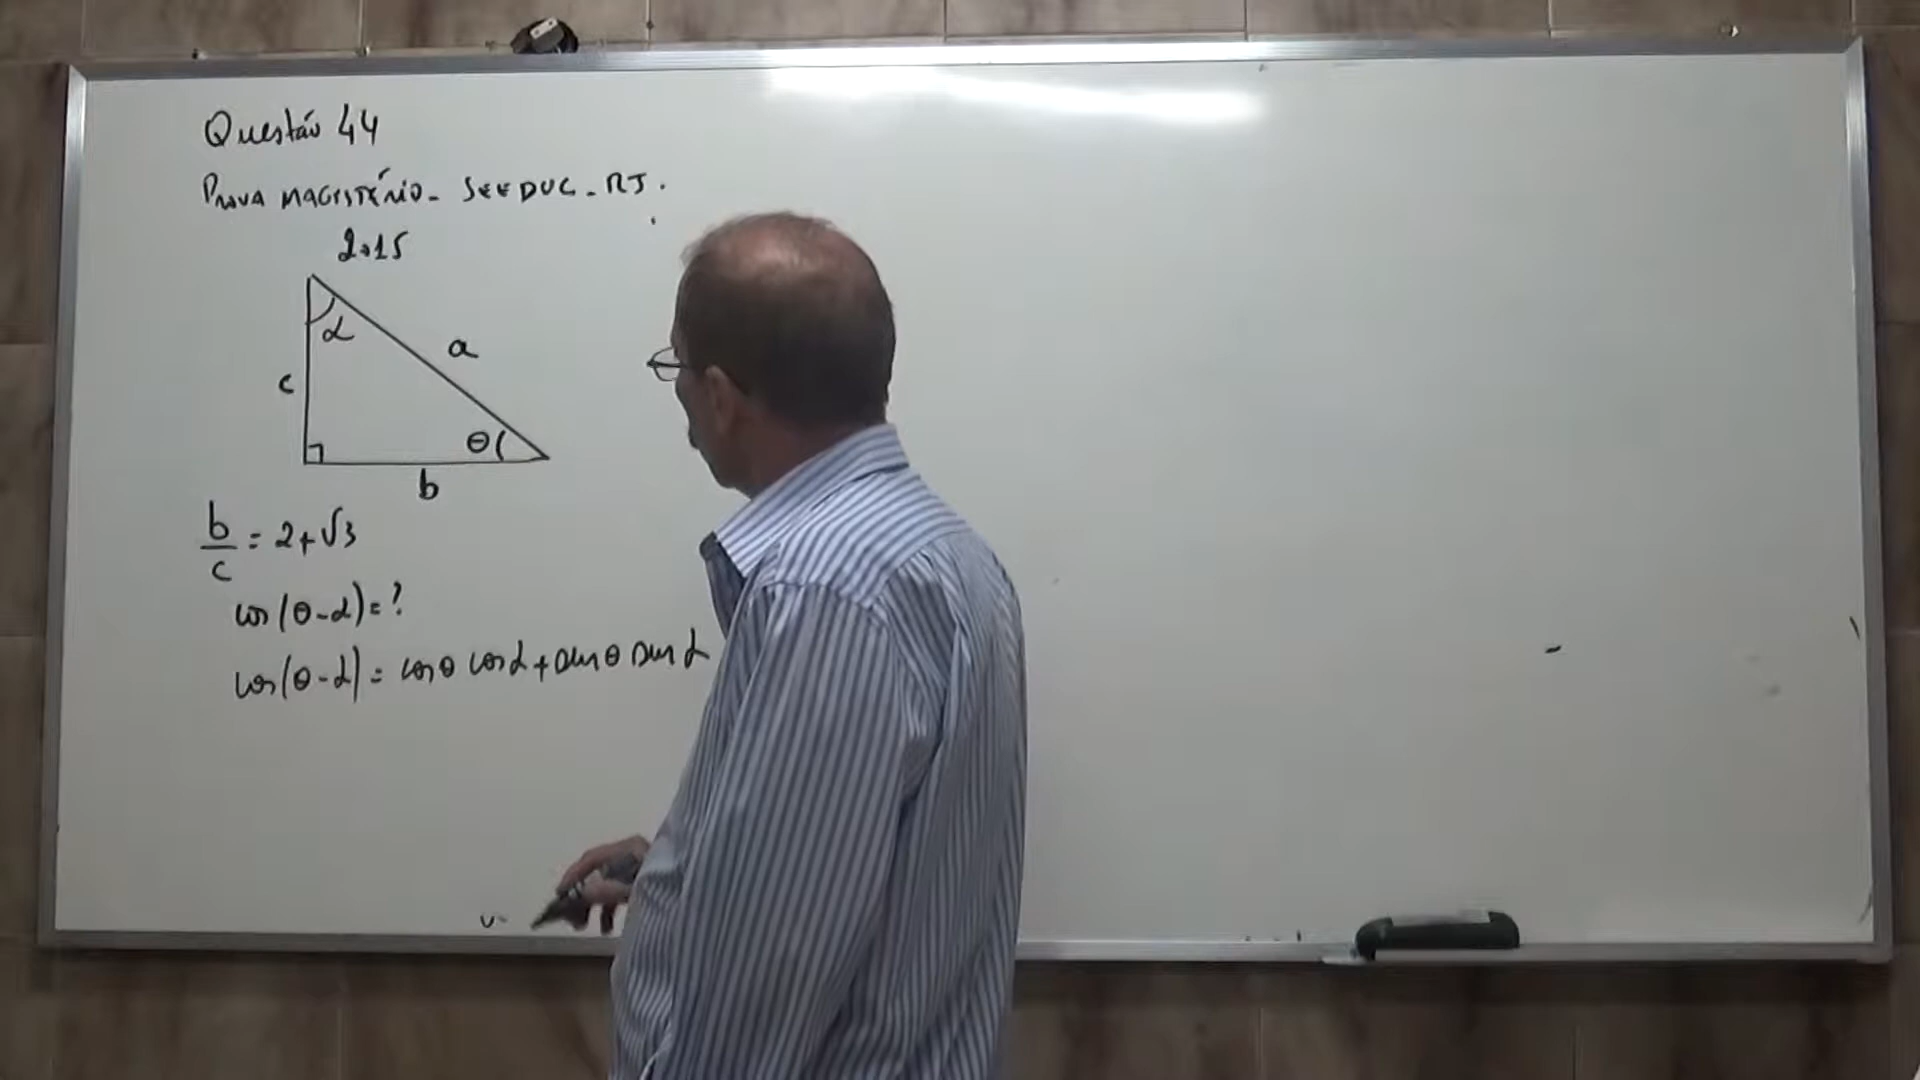 Questão 44
PROVA MAGISTÉRIO - SEEDUC - RJ.
2015
α
a
c
θ
b
b/c = 2+√3
cos(θ-α)=?
cos(θ-α)= cosθ cosα + senθ senα